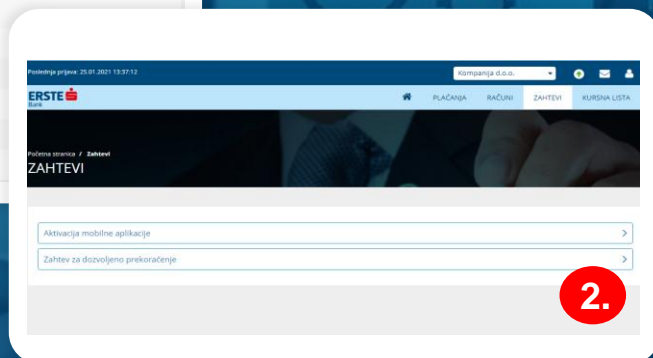 Poslednja prijava: 25.01.2021 13:37:12
Kompanija d.o.o.
ERSTE
Bank
PLAĆANJA RAČUNI ZAHTEVI KURSNA LISTA
Početna stranica / Zahtevi
ZAHTEVI
Aktivacija mobilne aplikacije
Zahtev za dozvoljeno prekoračenje
2.